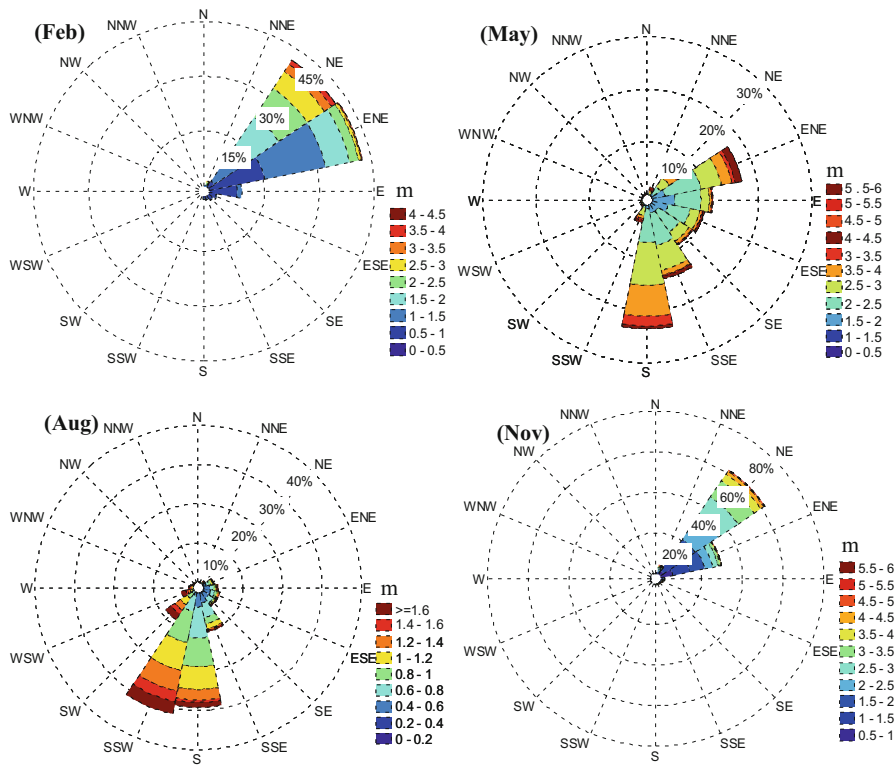 (Feb)
N
NNE
NE
ENE
E
ESE
SE
SSE
S
SSW
SW
WSW
W
WNW
NW
NNW
15%
30%
45%
m
4 - 4.5
3.5 - 4
3 - 3.5
2.5 - 3
2 - 2.5
1.5 - 2
1 - 1.5
0.5 - 1
0 - 0.5
(May)
N
NNE
NE
ENE
E
ESE
SE
SSE
S
SSW
SW
WSW
W
WNW
NW
NNW
10%
20%
30%
m
5 . 5-6
5 - 5.5
4.5 - 5
4 - 4.5
3 - 3.5
3.5 - 4
2.5 - 3
2 - 2.5
1.5 - 2
1 - 1.5
0 - 0.5
(Aug)
N
NNE
NE
ENE
E
ESE
SE
SSE
S
SSW
SW
WSW
W
WNW
NW
NNW
10%
20%
30%
40%
m
>=1.6
1.4 - 1.6
1.2 - 1.4
1 - 1.2
0.8 - 1
0.6 - 0.8
0.4 - 0.6
0.2 - 0.4
0 - 0.2
(Nov)
N
NNE
NE
ENE
E
ESE
SE
SSE
S
SSW
SW
WSW
W
WNW
NW
NNW
20%
40%
60%
80%
m
5.5 - 6
5 - 5.5
4.5 - 5
4 - 4.5
3.5 - 4
3 - 3.5
2.5 - 3
2 - 2.5
1.5 - 2
1 - 1.5
0.5 - 1